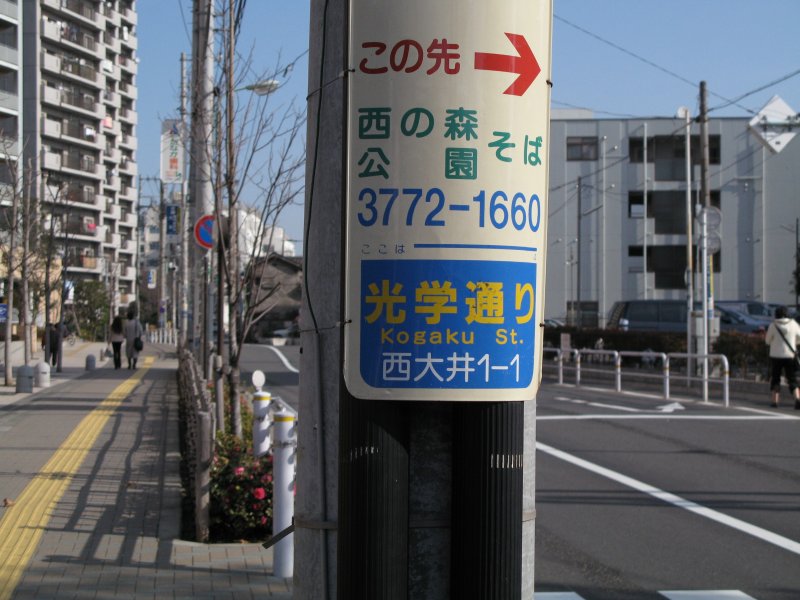 この先
西の森
公園
そば
3772-1660
ここは
光学通り
Kogaku St.
西大井1-1